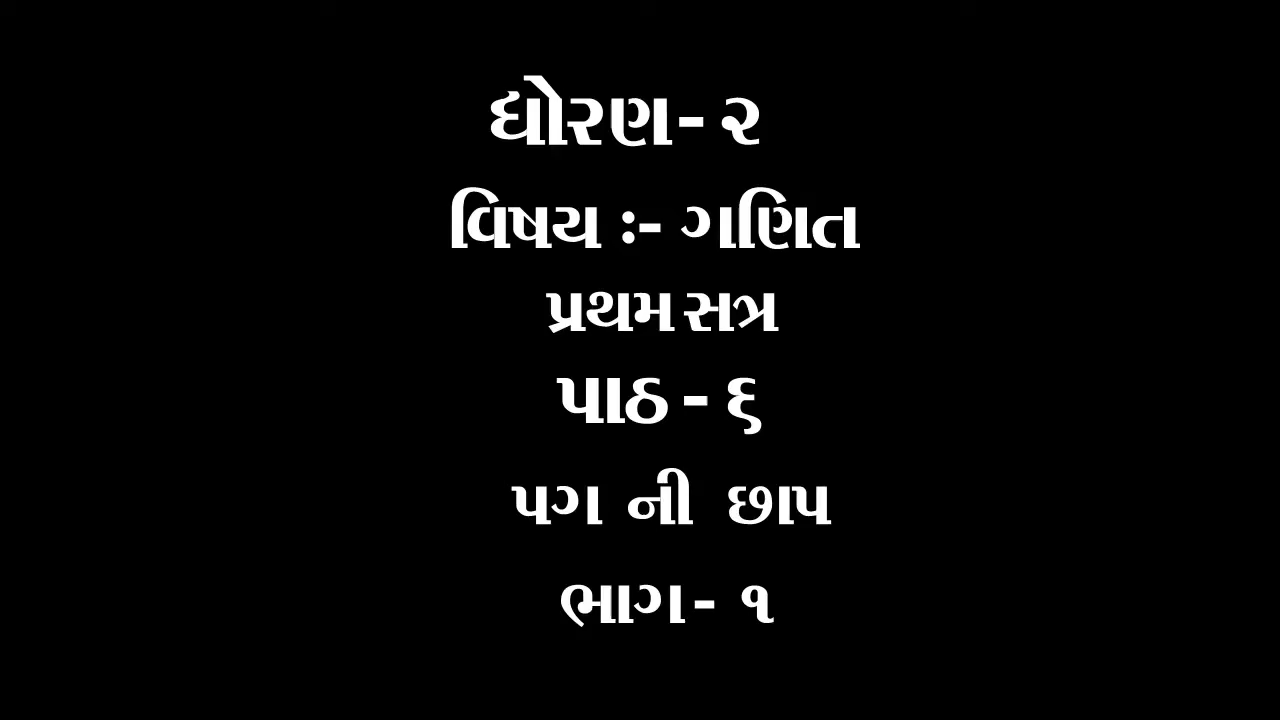 ધોરણ- ૨
વિષય ઃ- ગણિત
પ્રથમ સત્ર
પાઠ - ૬
પગ ની છાપ
ભાગ- ૧